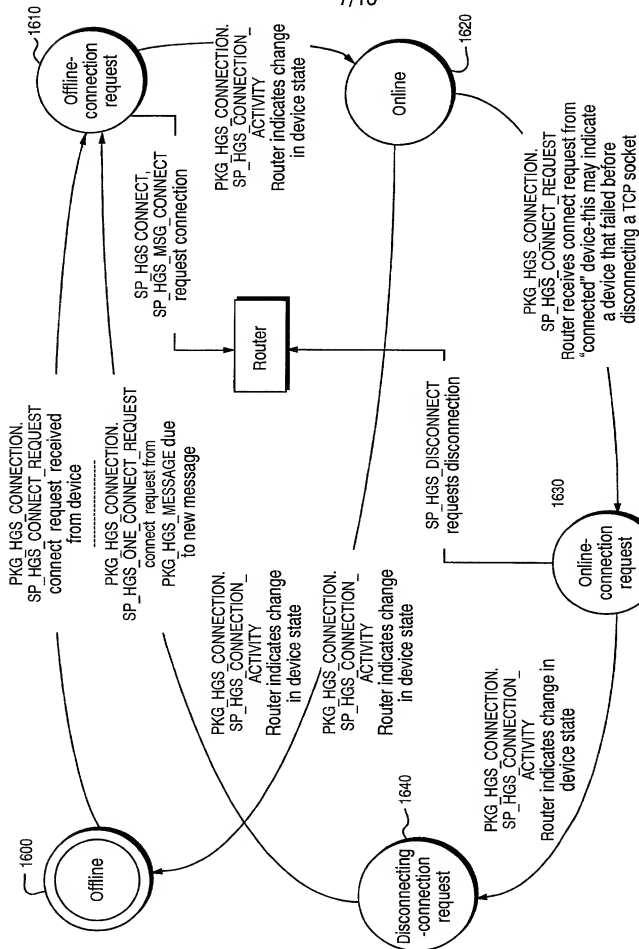 1600
Offline
PKG_HGS_CONNECTION.
SP_HGS_CONNECT_REQUEST
connect request received
from device
PKG_HGS_CONNECTION.
SP_HGS_ONE_CONNECT_REQUEST
connect request from
PKG_HGS_MESSAGE due
to new message
1610
Offline-
connection
request
SP_HGS CONNECT,
SP_HGS_MSG_CONNECT
request connection
PKG_HGS_CONNECTION.
SP_HGS_CONNECTION_
ACTIVITY
Router indicates change
in device state
PKG_HGS_CONNECTION.
SP_HGS_CONNECTION_
ACTIVITY
Router indicates change
in device state
Router
PKG_HGS_CONNECTION.
SP_HGS_CONNECTION_
ACTIVITY
Router indicates change
in device state
1620
Online
1640
Disconnecting
-connection
request
SP_HGS_DISCONNECT
requests disconnection
PKG_HGS_CONNECTION.
SP_HGS_CONNECTION_
ACTIVITY
Router indicates change in
device state
1630
Online-
connection
request
PKG_HGS_CONNECTION.
SP_HGS_CONNECT_REQUEST
Router receives connect request from
"connected" device-this may indicate
a device that failed before
disconnecting a TCP socket